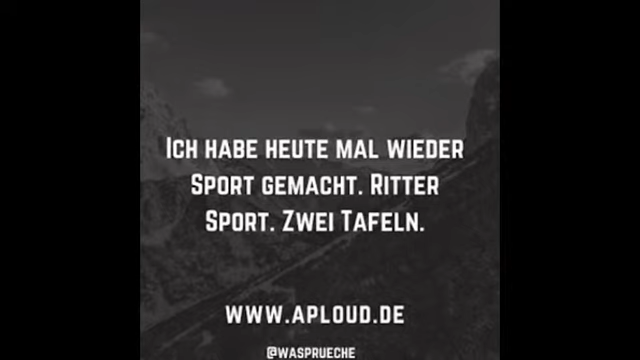 Ich habe heute mal wieder
Sport gemacht. Ritter
Sport. Zwei Tafeln.
www.aploud.de
@wasprueche